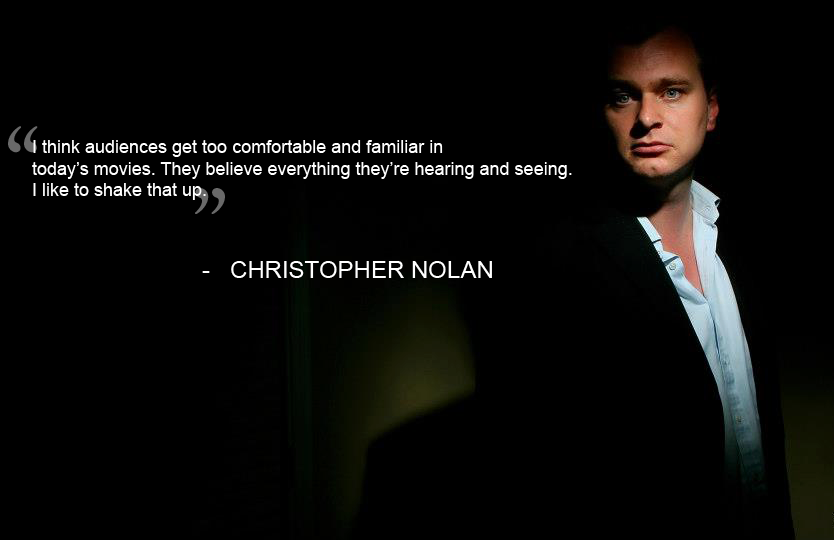 “I think audiences get too comfortable and familiar in
today’s movies. They believe everything they’re hearing and seeing.
I like to shake that up.”
- CHRISTOPHER NOLAN